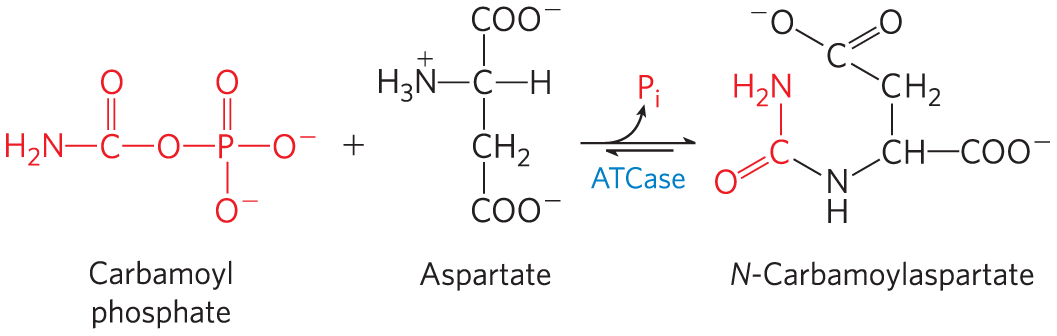 COO⁻
H₃N⁺—C—H
CH₂
COO⁻
Aspartate
O O
H₂N—C—O—P—O⁻
O⁻
Carbamoyl
phosphate
+
Pᵢ
ATCase
⁻O O
C
H₂N CH₂
C CH—COO⁻
O N
H
N-Carbamoylaspartate